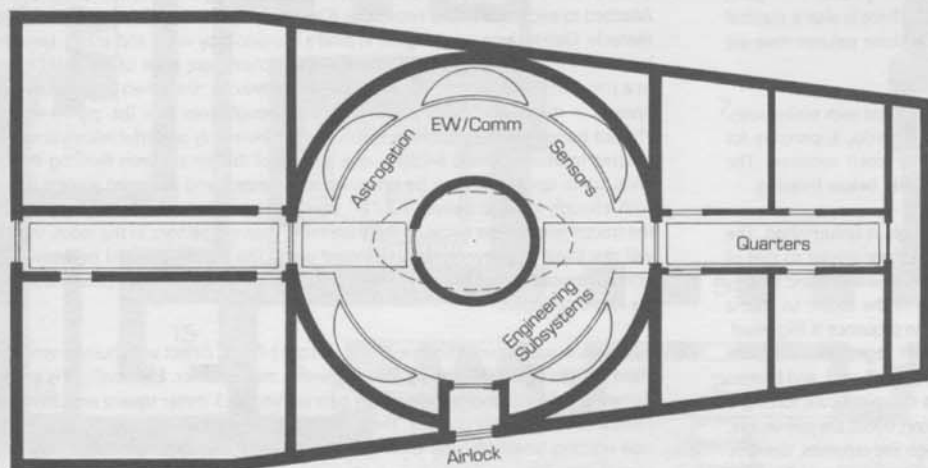 EW/Comm
Astrogation
Sensors
Quarters
Engineering
Subsystems
Airlock